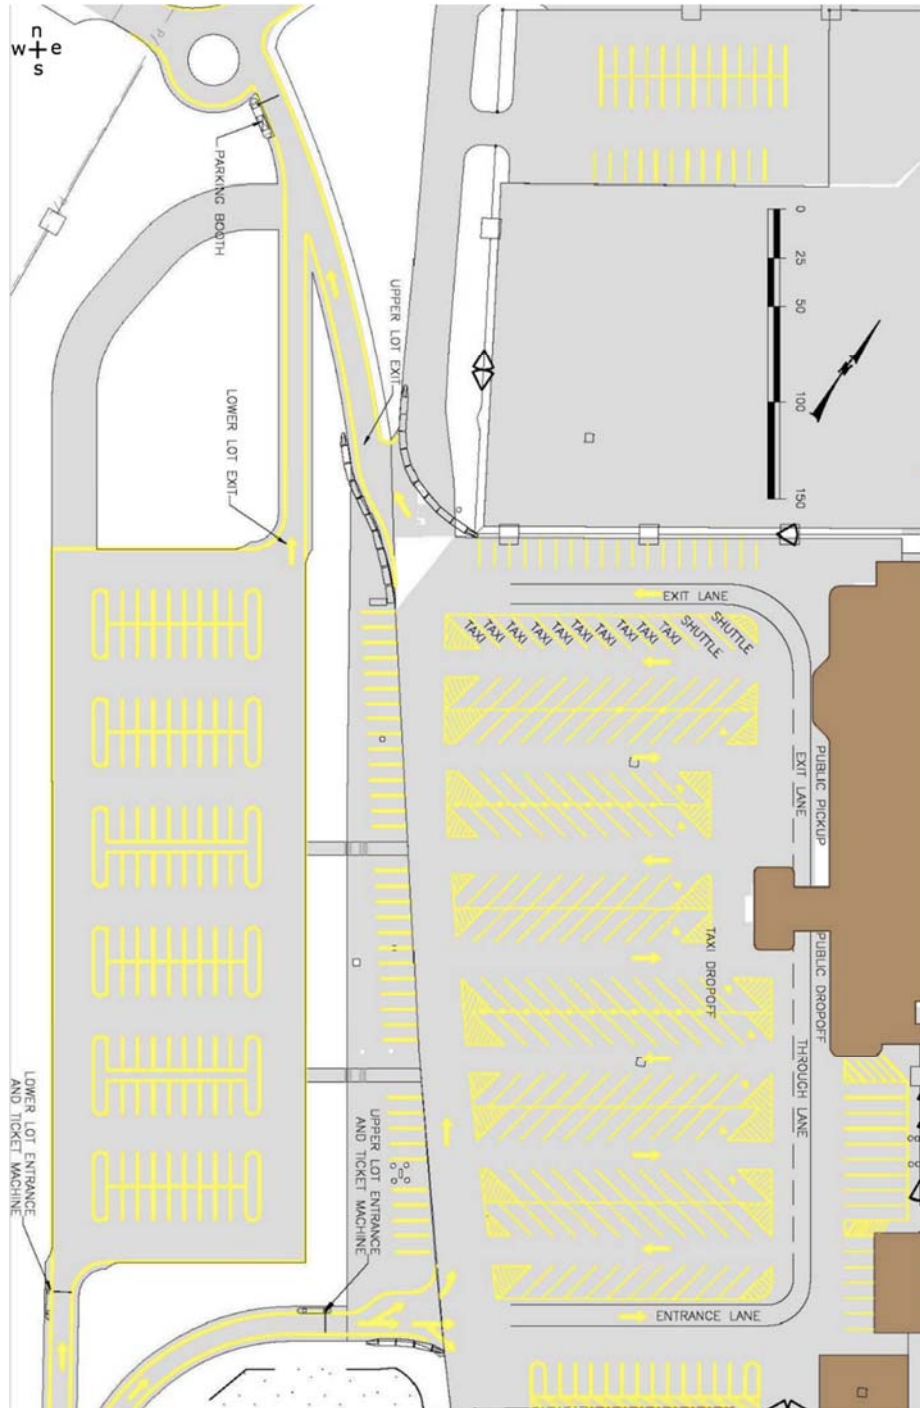 n
w e
s
PARKING BOOTH
0
25
50
100
150
UPPER LOT EXIT
LOWER LOT EXIT
EXIT LANE
TAXI
TAXI
TAXI
TAXI
TAXI
TAXI
TAXI
TAXI
TAXI
SHUTTLE
SHUTTLE
EXIT LANE
PUBLIC PICKUP
TAXI DROPOFF
PUBLIC DROPOFF
THROUGH LANE
LOWER LOT ENTRANCE
AND TICKET MACHINE
UPPER LOT ENTRANCE
AND TICKET MACHINE
ENTRANCE LANE